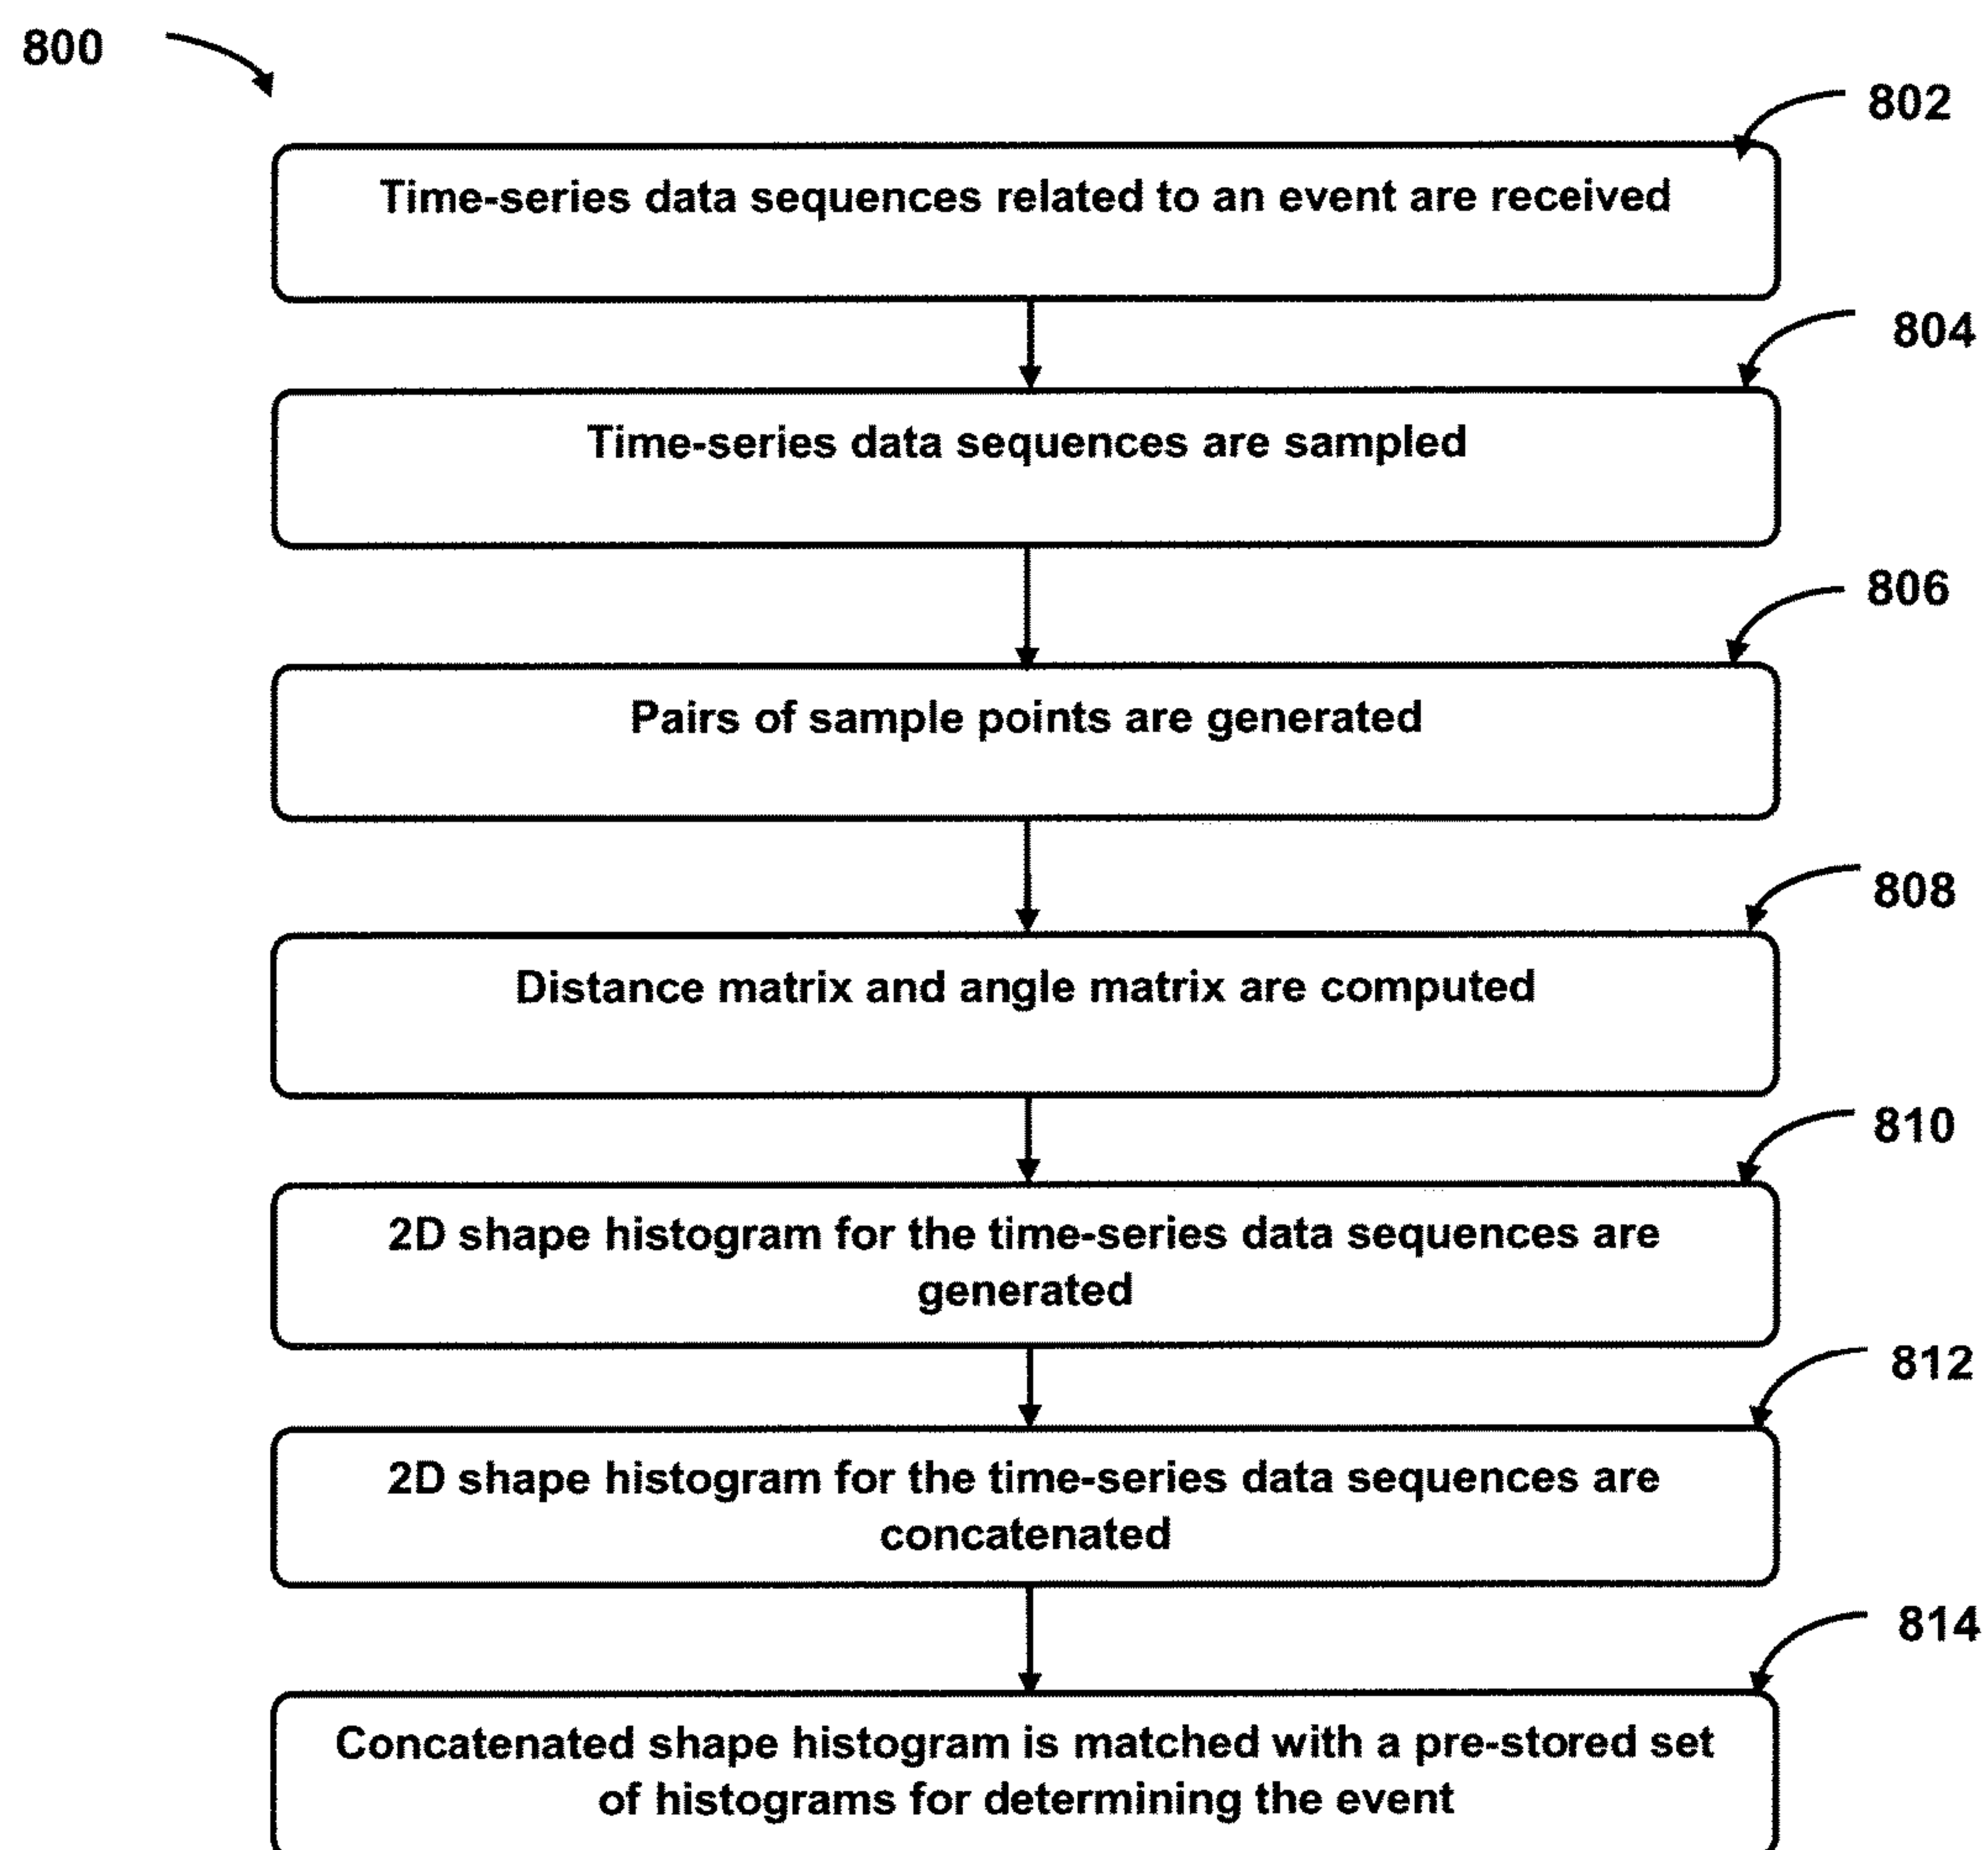 800
802
Time-series data sequences related to an event are received
804
Time-series data sequences are sampled
806
Pairs of sample points are generated
808
Distance matrix and angle matrix are computed
810
2D shape histogram for the time-series data sequences are
generated
812
2D shape histogram for the time-series data sequences are
concatenated
814
Concatenated shape histogram is matched with a pre-stored set
of histograms for determining the event